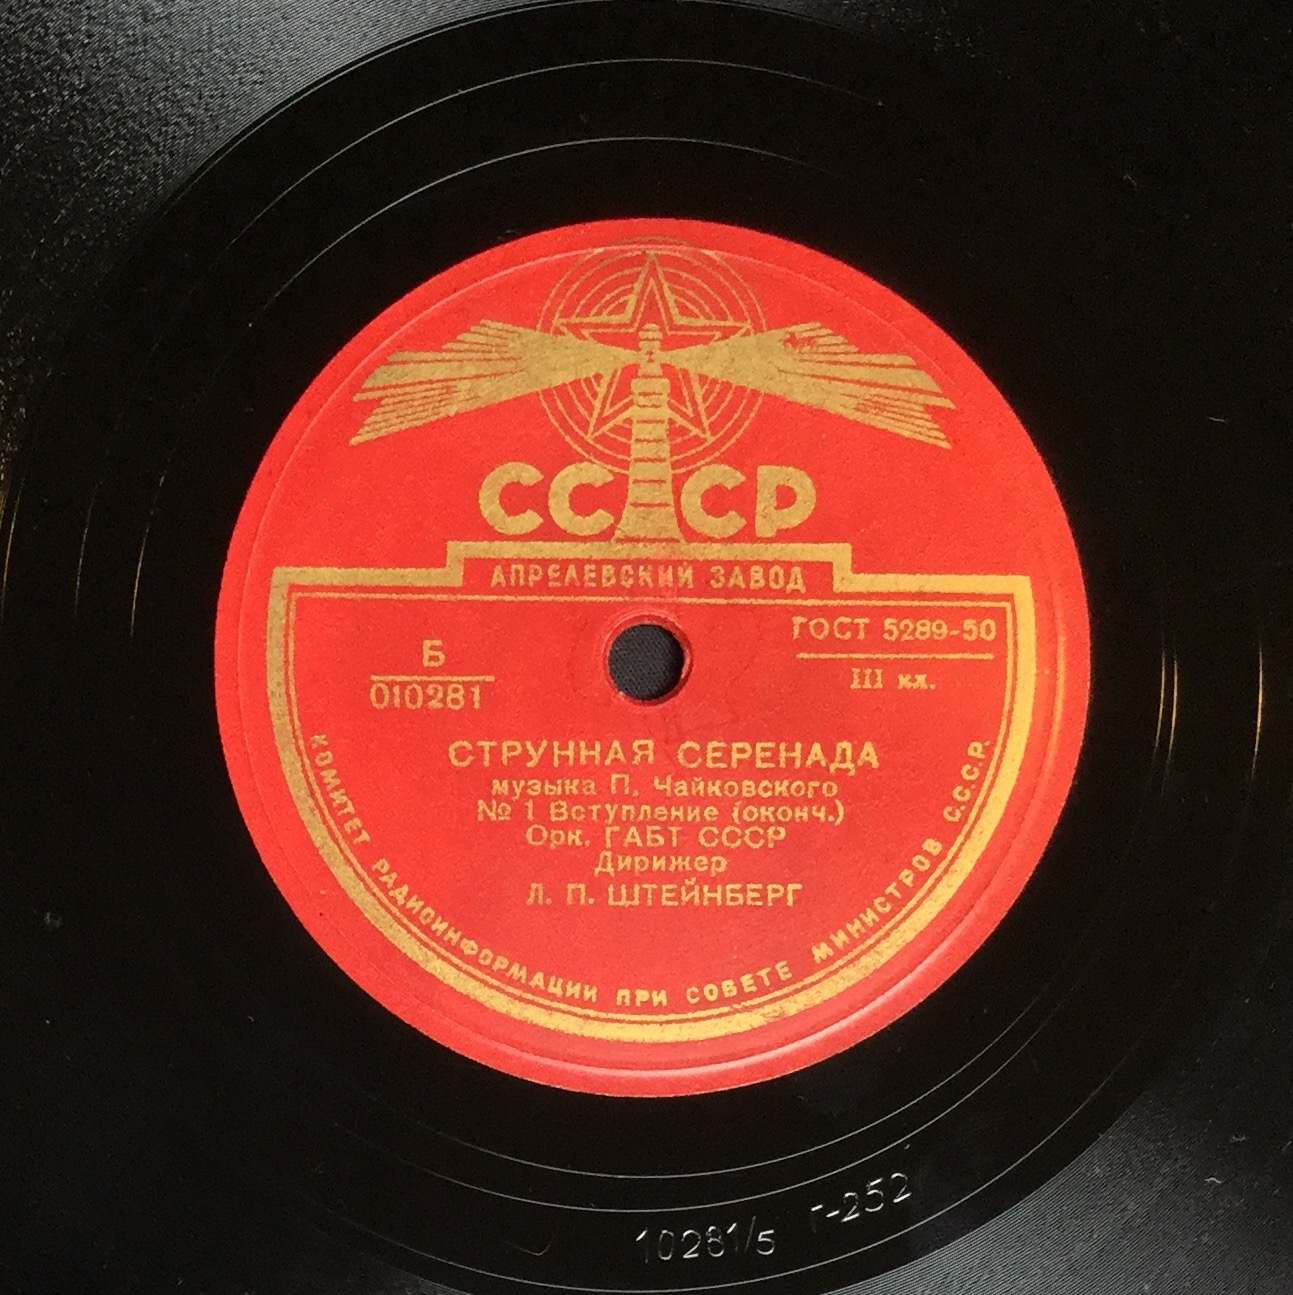 СССР
АПРЕЛЕВСКИЙ ЗАВОД
Б
010281
ГОСТ 5289-50
III кл.
СТРУННАЯ СЕРЕНАДА
музыка П. Чайковского
№ 1 Вступление (оконч.)
Орк. ГАБТ СССР
Дирижер
Л. П. ШТЕЙНБЕРГ
КОМИТЕТ РАДИОИНФОРМАЦИИ ПРИ СОВЕТЕ МИНИСТРОВ С.С.С.Р.
10281/5 Г-252